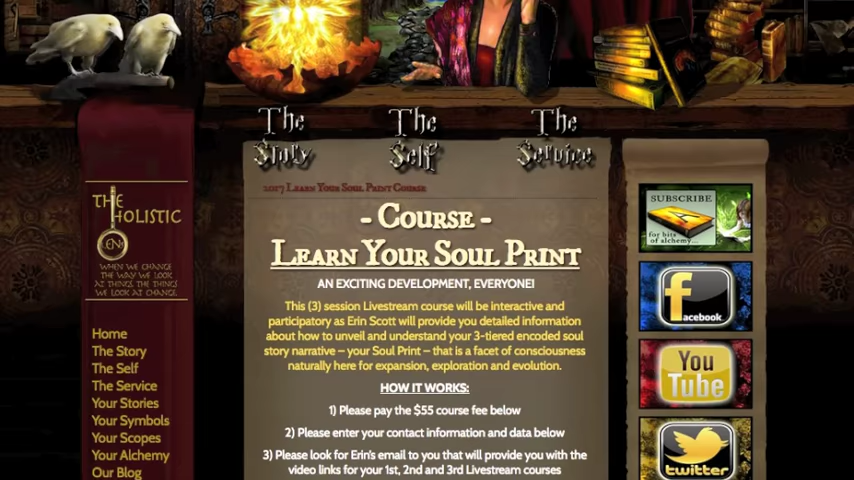 The Story
The Self
The Service
THE HOLISTIC
LENS
WHEN WE CHANGE
THE WAY WE LOOK
AT THINGS, THE THINGS
WE LOOK AT CHANGE.
Home
The Story
The Self
The Service
Your Stories
Your Symbols
Your Scopes
Your Alchemy
Our Blog
2017 Learn Your Soul Print Course
- Course -
Learn Your Soul Print
AN EXCITING DEVELOPMENT, EVERYONE!
This (3) session Livestream course will be interactive and
participatory as Erin Scott will provide you detailed information
about how to unveil and understand your 3-tiered encoded soul
story narrative – your Soul Print – that is a facet of consciousness
naturally here for expansion, exploration and evolution.
HOW IT WORKS:
1) Please pay the $55 course fee below
2) Please enter your contact information and data below
3) Please look for Erin's email to you that will provide you with the
video links for your 1st, 2nd and 3rd Livestream courses
SUBSCRIBE
for bits
of alchemy...
facebook
You
Tube
twitter